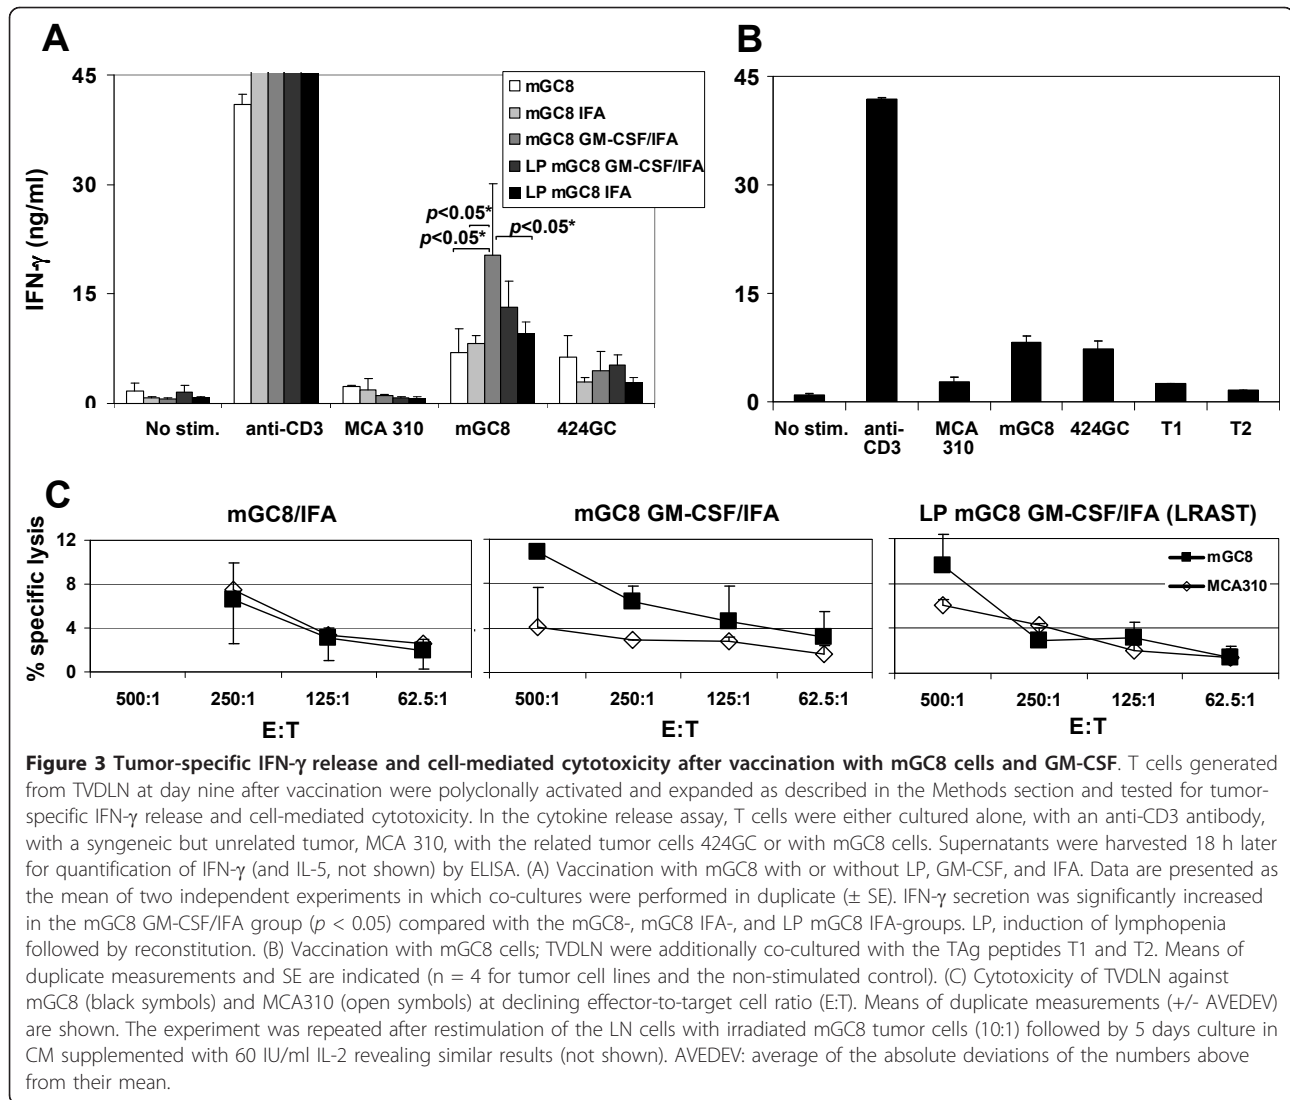 A
B
45
30
15
0
IFN-γ (ng/ml)
mGC8
mGC8 IFA
mGC8 GM-CSF/IFA
LP mGC8 GM-CSF/IFA
LP mGC8 IFA
p<0.05*
p<0.05*
p<0.05*
No stim. anti-CD3 MCA 310 mGC8 424GC
45
30
15
0
No stim. anti-CD3 MCA 310 mGC8 424GC T1 T2
C
mGC8/IFA
mGC8 GM-CSF/IFA
LP mGC8 GM-CSF/IFA (LRAST)
% specific lysis
12
8
4
0
mGC8
MCA310
500:1 250:1 125:1 62.5:1
500:1 250:1 125:1 62.5:1
500:1 250:1 125:1 62.5:1
E:T
E:T
E:T
Figure 3 Tumor-specific IFN-γ release and cell-mediated cytotoxicity after vaccination with mGC8 cells and GM-CSF. T cells generated
from TVDLN at day nine after vaccination were polyclonally activated and expanded as described in the Methods section and tested for tumor-
specific IFN-γ release and cell-mediated cytotoxicity. In the cytokine release assay, T cells were either cultured alone, with an anti-CD3 antibody,
with a syngeneic but unrelated tumor, MCA 310, with the related tumor cells 424GC or with mGC8 cells. Supernatants were harvested 18 h later
for quantification of IFN-γ (and IL-5, not shown) by ELISA. (A) Vaccination with mGC8 with or without LP, GM-CSF, and IFA. Data are presented as
the mean of two independent experiments in which co-cultures were performed in duplicate (± SE). IFN-γ secretion was significantly increased
in the mGC8 GM-CSF/IFA group (p < 0.05) compared with the mGC8-, mGC8 IFA-, and LP mGC8 IFA-groups. LP, induction of lymphopenia
followed by reconstitution. (B) Vaccination with mGC8 cells; TVDLN were additionally co-cultured with the TAg peptides T1 and T2. Means of
duplicate measurements and SE are indicated (n = 4 for tumor cell lines and the non-stimulated control). (C) Cytotoxicity of TVDLN against
mGC8 (black symbols) and MCA310 (open symbols) at declining effector-to-target cell ratio (E:T). Means of duplicate measurements (+/- AVEDEV)
are shown. The experiment was repeated after restimulation of the LN cells with irradiated mGC8 tumor cells (10:1) followed by 5 days culture in
CM supplemented with 60 IU/ml IL-2 revealing similar results (not shown). AVEDEV: average of the absolute deviations of the numbers above
from their mean.